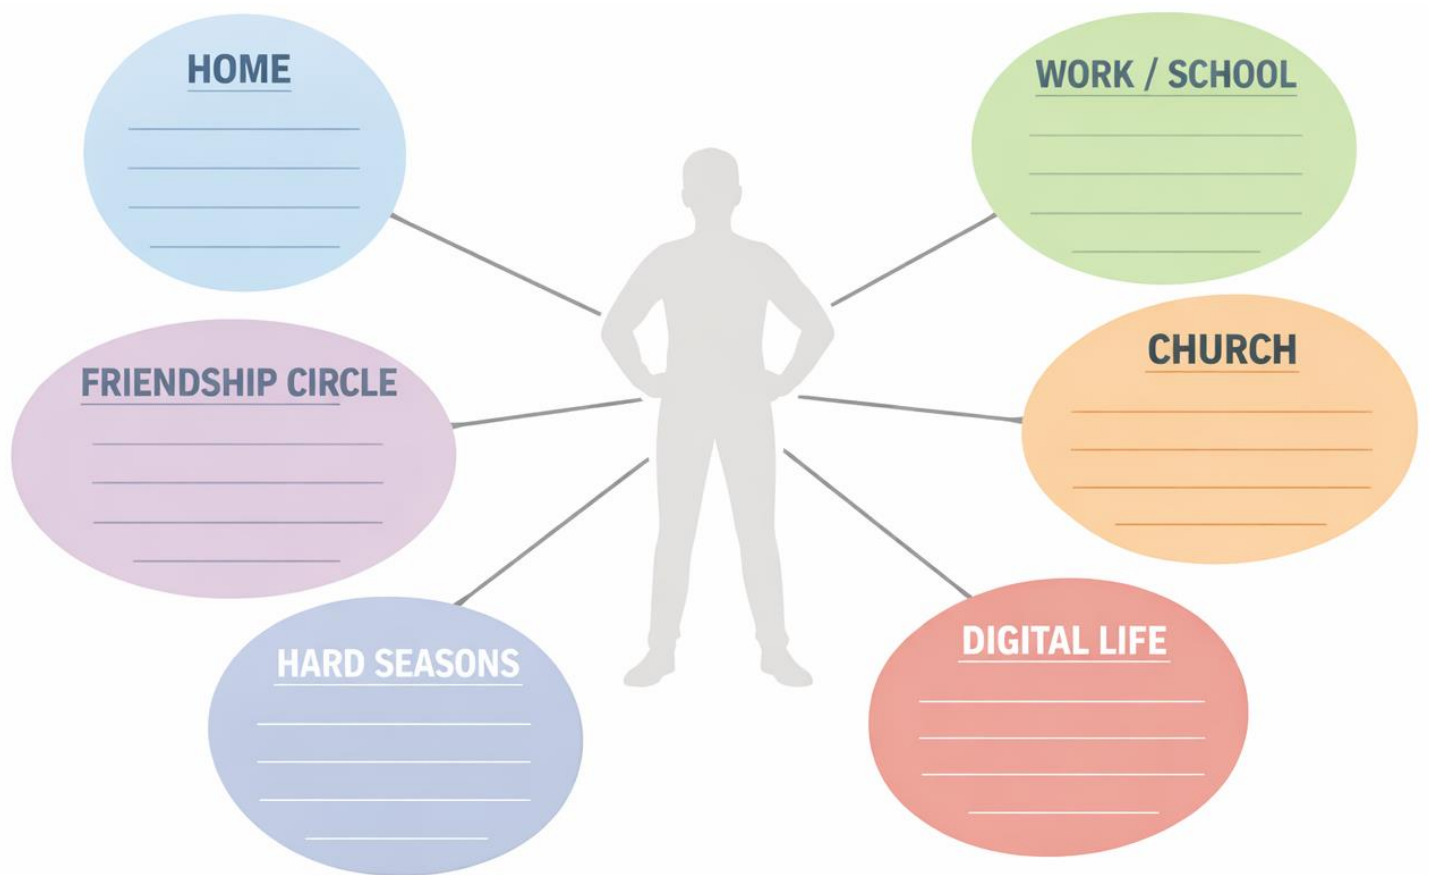 HOME
WORK / SCHOOL
FRIENDSHIP CIRCLE
CHURCH
HARD SEASONS
DIGITAL LIFE